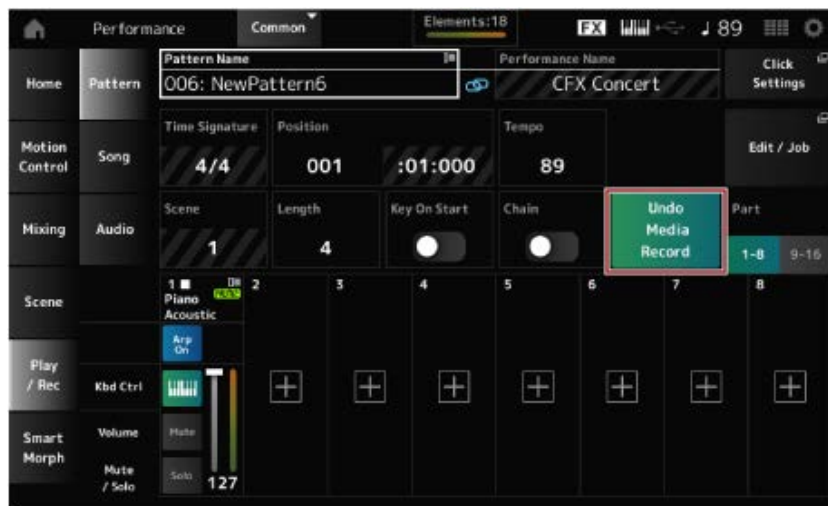 Performance
Common
Elements:18
FX
♩ 89
Home
Pattern
Pattern Name
006: NewPattern6
Performance Name
CFX Concert
Click
Settings
Motion
Control
Song
Time Signature
4/4
Position
001
:01:000
Tempo
89
Edit / Job
Mixing
Audio
Scene
1
Length
4
Key On Start
Chain
Undo
Media
Record
Part
1-8
9-16
Scene
1
Piano
Acoustic
2
3
4
5
6
7
8
Arp
On
Play
/ Rec
Kbd Ctrl
Smart
Morph
Volume
Mute
Mute
/ Solo
Solo
127